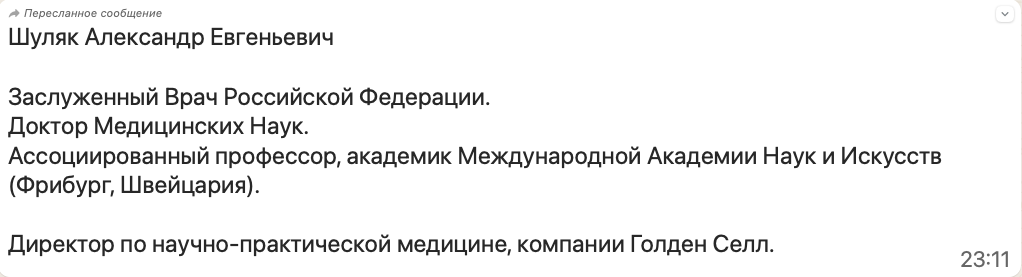 Пересланное сообщение
Шуляк Александр Евгеньевич
Заслуженный Врач Российской Федерации.
Доктор Медицинских Наук.
Ассоциированный профессор, академик Международной Академии Наук и Искусств
(Фрибург, Швейцария).
Директор по научно-практической медицине, компании Голден Селл.
23:11